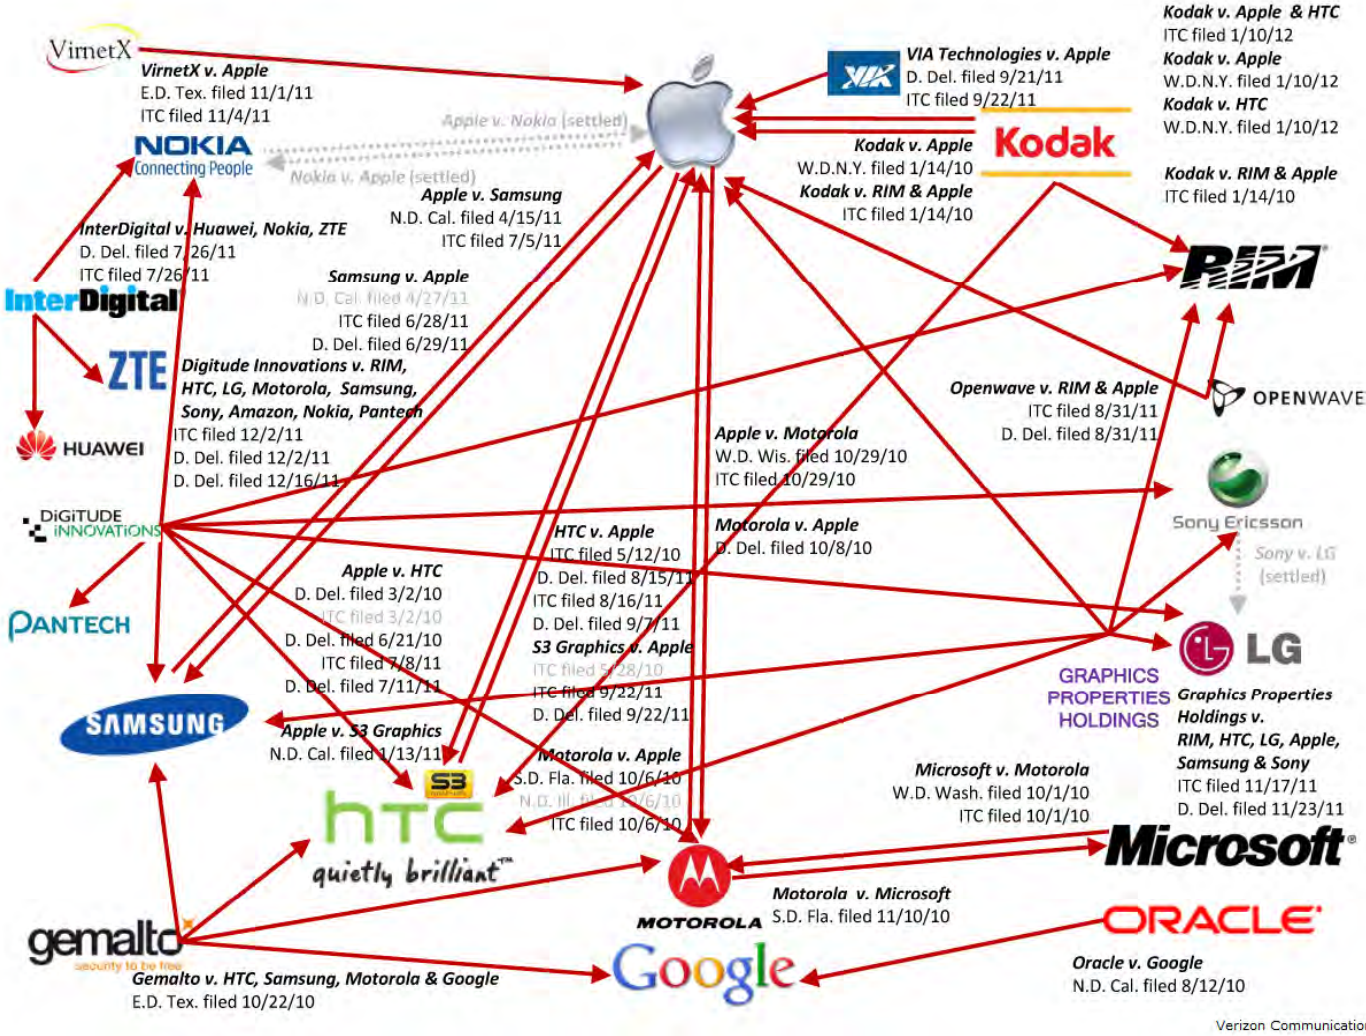 VirnetX
VirnetX v. Apple
E.D. Tex. filed 11/1/11
ITC filed 11/4/11
NOKIA
Connecting People
Apple v. Nokia (settled)
Nokia v. Apple (settled)
VIA
VIA Technologies v. Apple
D. Del. filed 9/21/11
ITC filed 9/22/11
Kodak v. Apple & HTC
ITC filed 1/10/12
Kodak v. Apple
W.D.N.Y. filed 1/10/12
Kodak v. HTC
W.D.N.Y. filed 1/10/12
Kodak v. RIM & Apple
ITC filed 1/14/10
Kodak
Kodak v. Apple
W.D.N.Y. filed 1/14/10
Kodak v. RIM & Apple
ITC filed 1/14/10
Apple v. Samsung
N.D. Cal. filed 4/15/11
ITC filed 7/5/11
InterDigital v. Huawei, Nokia, ZTE
D. Del. filed 7/26/11
ITC filed 7/26/11
InterDigital
Samsung v. Apple
N.D. Cal. filed 4/27/11
ITC filed 6/28/11
D. Del. filed 6/29/11
RIM
ZTE
Digitude Innovations v. RIM,
HTC, LG, Motorola, Samsung,
Sony, Amazon, Nokia, Pantech
ITC filed 12/2/11
D. Del. filed 12/2/11
D. Del. filed 12/16/11
HUAWEI
Openwave v. RIM & Apple
ITC filed 8/31/11
D. Del. filed 8/31/11
OPENWAVE
Apple v. Motorola
W.D. Wis. filed 10/29/10
ITC filed 10/29/10
DiGiTUDE
iNNOVATiONS
Sony Ericsson
Motorola v. Apple
D. Del. filed 10/8/10
Sony v. LG
(settled)
HTC v. Apple
ITC filed 5/12/10
D. Del. filed 8/15/11
ITC filed 8/16/11
D. Del. filed 9/7/11
S3 Graphics v. Apple
ITC filed 5/28/10
ITC filed 9/22/11
D. Del. filed 9/22/11
Apple v. HTC
D. Del. filed 3/2/10
ITC filed 3/2/10
D. Del. filed 6/21/10
ITC filed 7/8/11
D. Del. filed 7/11/11
PANTECH
LG
GRAPHICS
PROPERTIES
HOLDINGS
Graphics Properties
Holdings v.
RIM, HTC, LG, Apple,
Samsung & Sony
ITC filed 11/17/11
D. Del. filed 11/23/11
SAMSUNG
Apple v. S3 Graphics
N.D. Cal. filed 1/13/11
Motorola v. Apple
S.D. Fla. filed 10/6/10
N.D. Ill. filed 10/6/10
ITC filed 10/6/10
S3
hTC
quietly brilliant™
Microsoft v. Motorola
W.D. Wash. filed 10/1/10
ITC filed 10/1/10
Microsoft®
MOTOROLA
Motorola v. Microsoft
S.D. Fla. filed 11/10/10
ORACLE
gemalto
security to be free
Google
Gemalto v. HTC, Samsung, Motorola & Google
E.D. Tex. filed 10/22/10
Oracle v. Google
N.D. Cal. filed 8/12/10
Verizon Communication